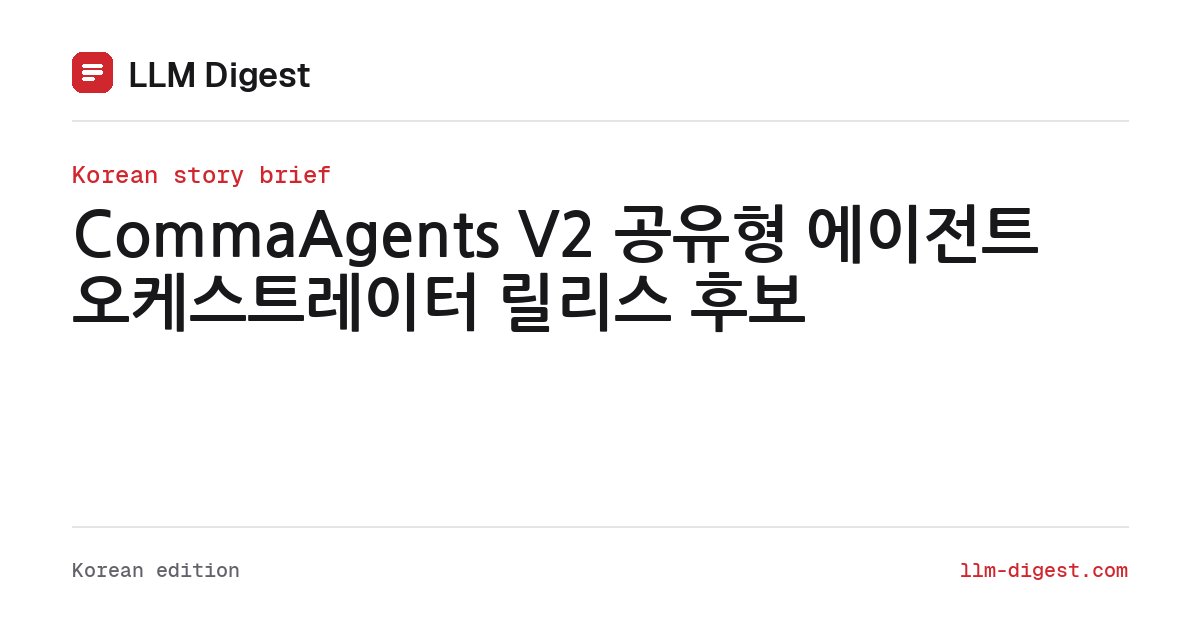 LLM Digest
Korean story brief
CommaAgents V2 공유형 에이전트
오케스트레이터 릴리스 후보
Korean edition
llm-digest.com